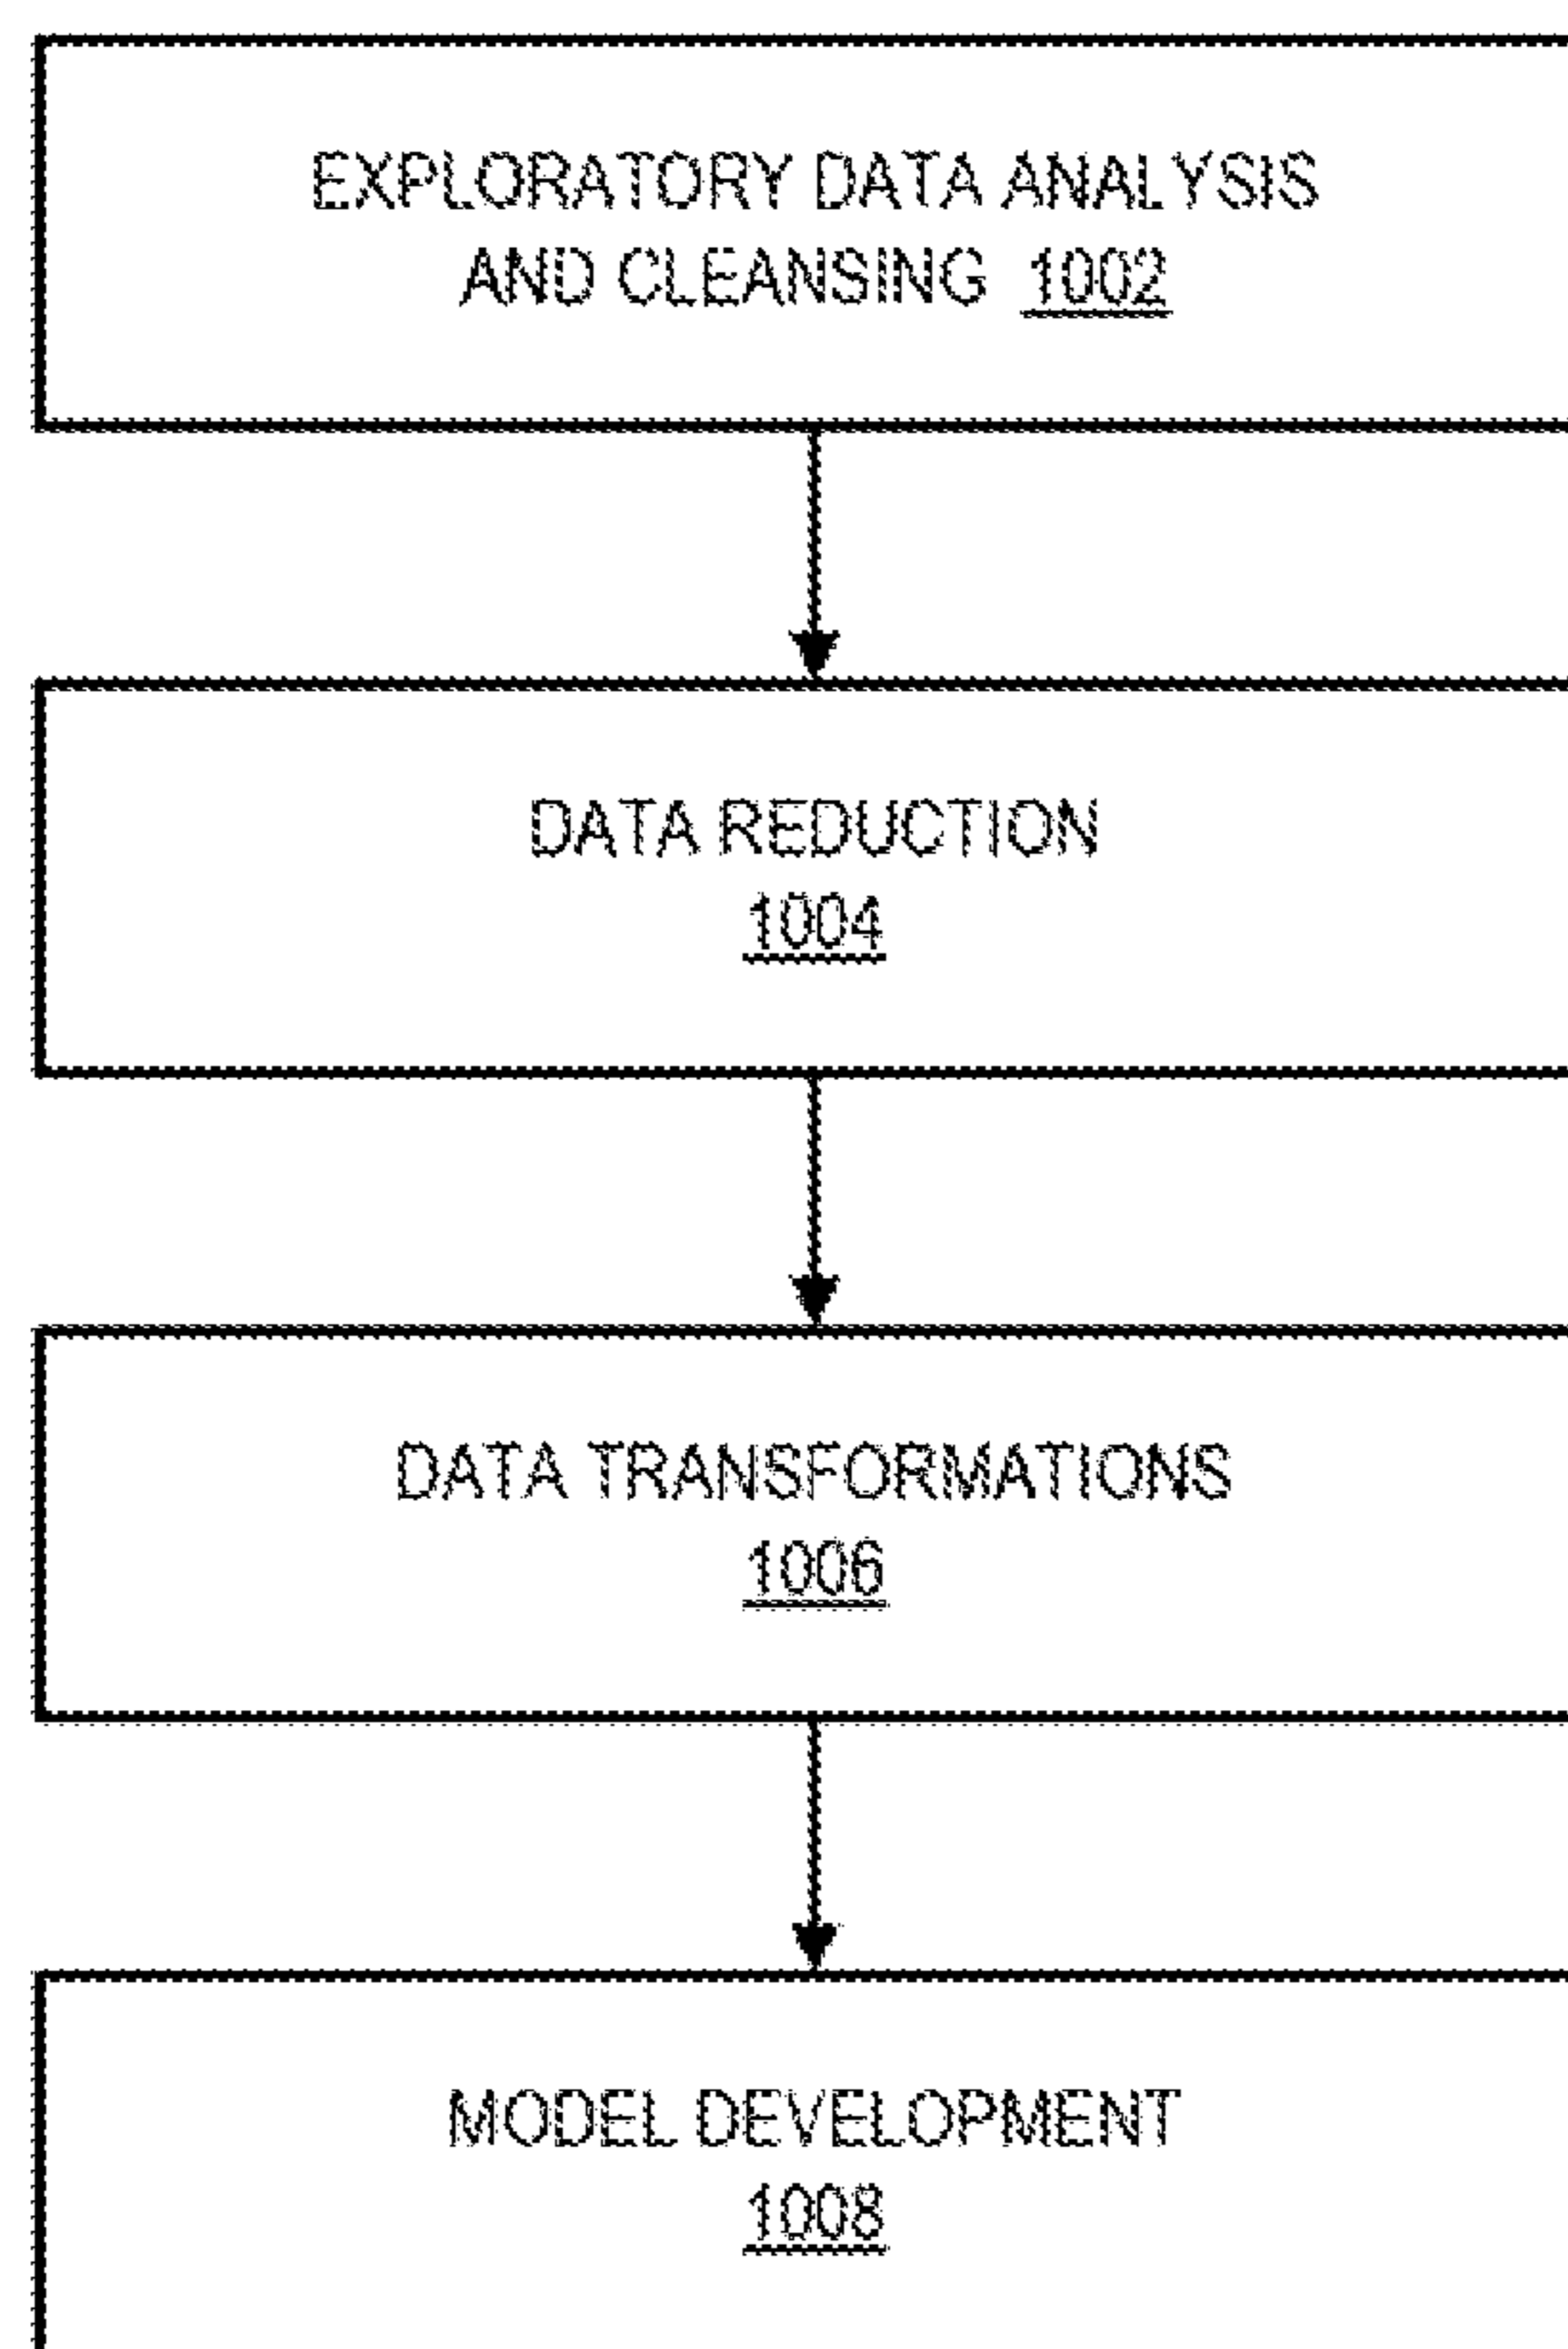 EXPLORATORY DATA ANALYSIS
AND CLEANSING 1002
DATA REDUCTION
1004
DATA TRANSFORMATIONS
1006
MODEL DEVELOPMENT
1008